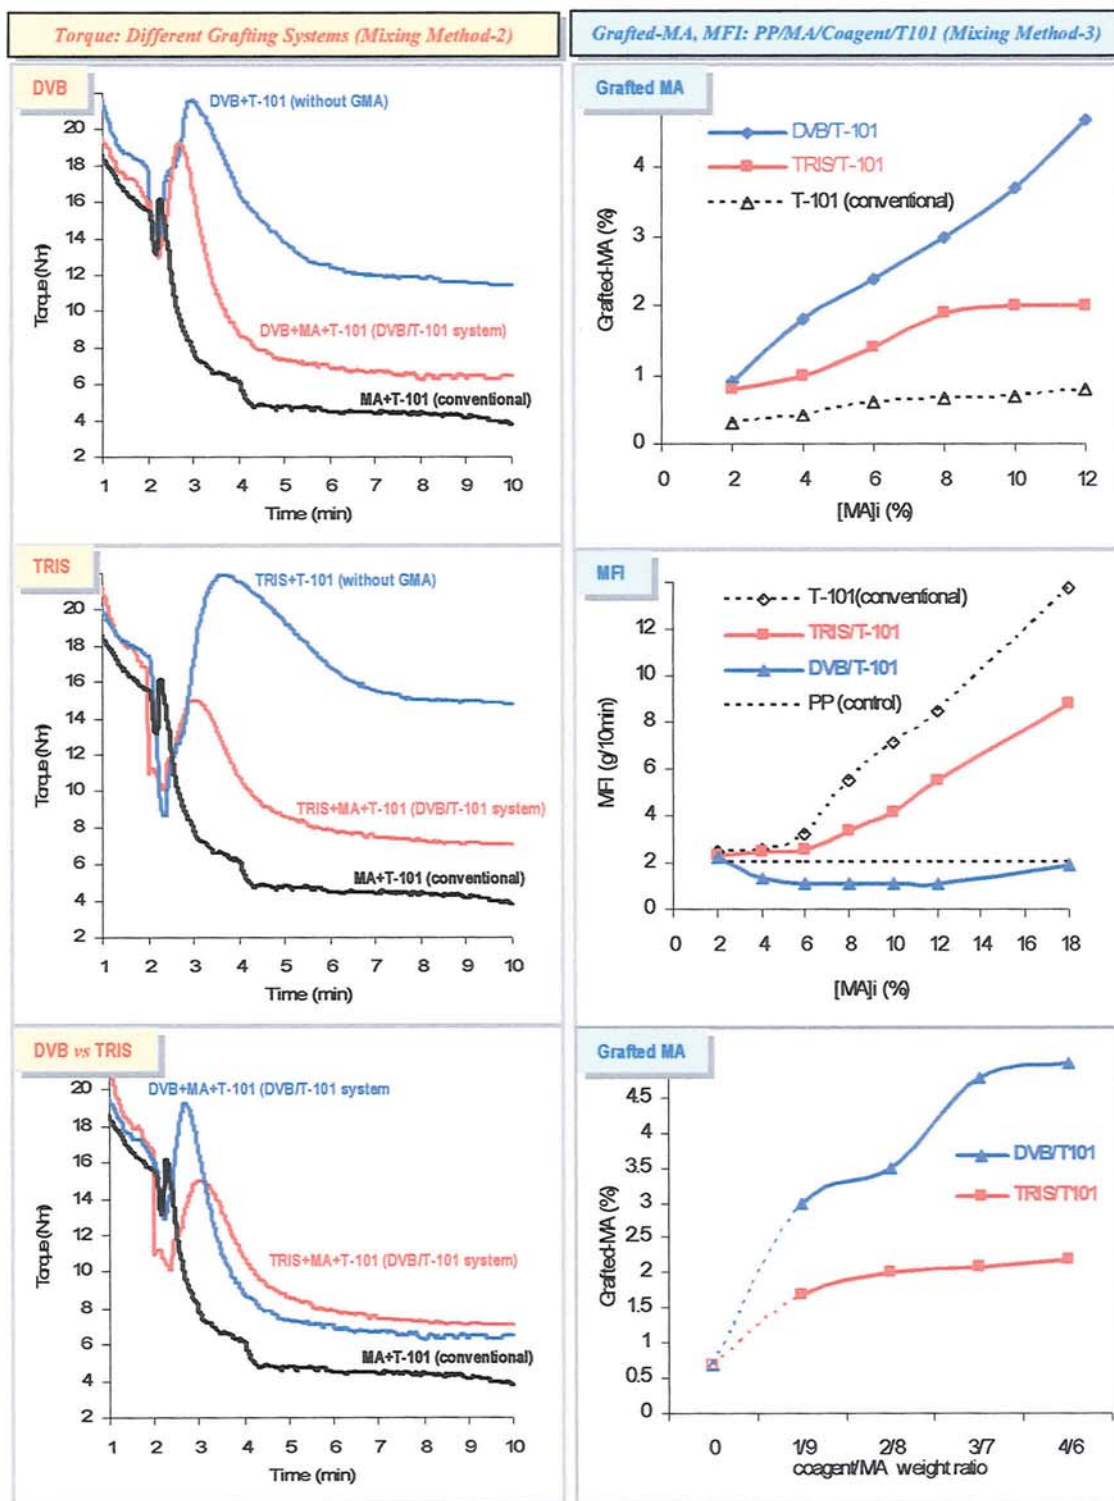 Torque: Different Grafting Systems (Mixing Method-2)
DVB
DVB+T-101 (without GMA)
20
18
16
14
12
10
8
6
4
2
Torque (Nm)
DVB+MA+T-101 (DVB/T-101 system)
MA+T-101 (conventional)
1 2 3 4 5 6 7 8 9 10
Time (min)
TRIS
TRIS+T-101 (without GMA)
20
18
16
14
12
10
8
6
4
2
Torque (Nm)
TRIS+MA+T-101 (DVB/T-101 system)
MA+T-101 (conventional)
1 2 3 4 5 6 7 8 9 10
Time (min)
DVB vs TRIS
DVB+MA+T-101 (DVB/T-101 system
20
18
16
14
12
10
8
6
4
2
Torque (Nm)
TRIS+MA+T-101 (DVB/T-101 system)
MA+T-101 (conventional)
1 2 3 4 5 6 7 8 9 10
Time (min)
Grafted-MA, MFI: PP/MA/Coagent/T101 (Mixing Method-3)
Grafted MA
DVB/T-101
TRIS/T-101
T-101 (conventional)
4
3
2
1
0
Grafted-MA (%)
0 2 4 6 8 10 12
[MA]i (%)
MFI
T-101(conventional)
TRIS/T-101
DVB/T-101
PP (control)
12
10
8
6
4
2
0
MFI (g/10min)
0 2 4 6 8 10 12 14 16 18
[MA]i (%)
Grafted MA
4.5
4
3.5
3
2.5
2
1.5
1
0.5
0
Grafted-MA (%)
DVB/T101
TRIS/T101
0 1/9 2/8 3/7 4/6
coagent/MA weight ratio